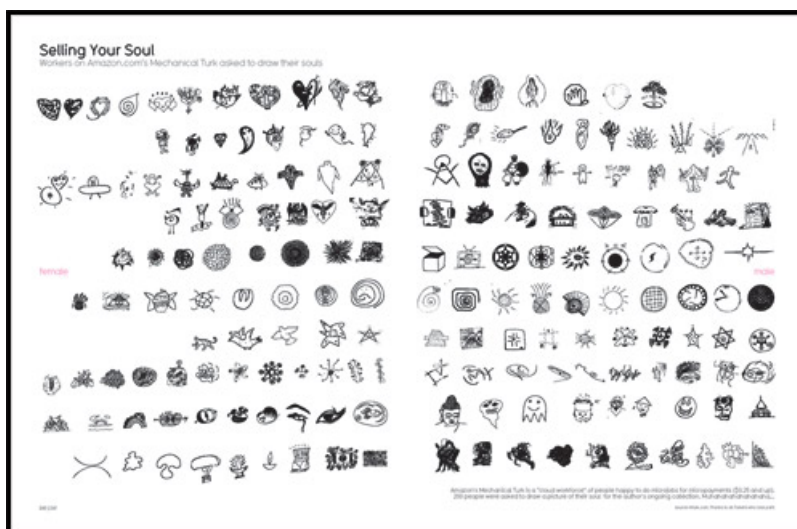 Selling Your Soul
Workers on Amazon.com's Mechanical Turk asked to draw their souls
female
male
Amazon's Mechanical Turk is a "cloud workforce" of people happy to do microjobs for micropayments ($0.25 and up).
200 people were asked to draw a picture of their 'soul' for the author's ongoing collection.